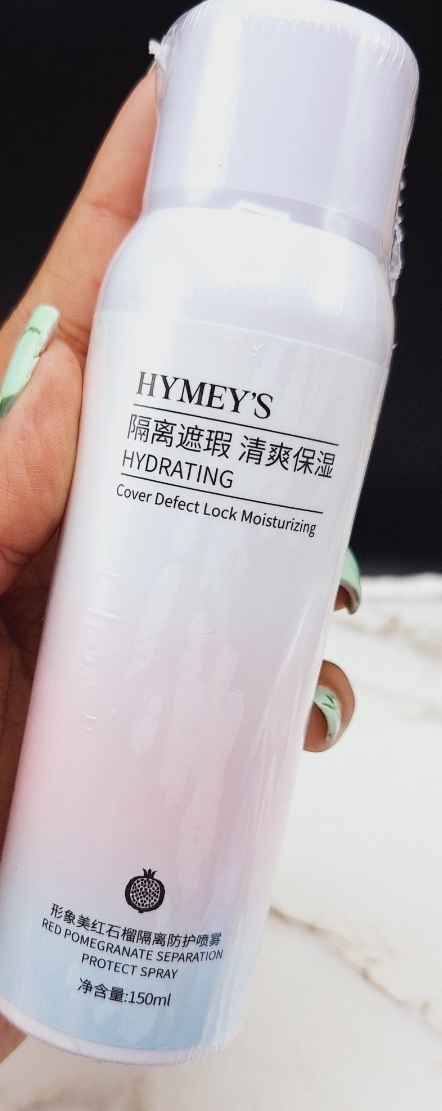 HYMEY'S
隔离遮瑕 清爽保湿
HYDRATING
Cover Defect Lock Moisturizing
形象美红石榴隔离防护喷雾
RED POMEGRANATE SEPARATION
PROTECT SPRAY
净含量:150ml